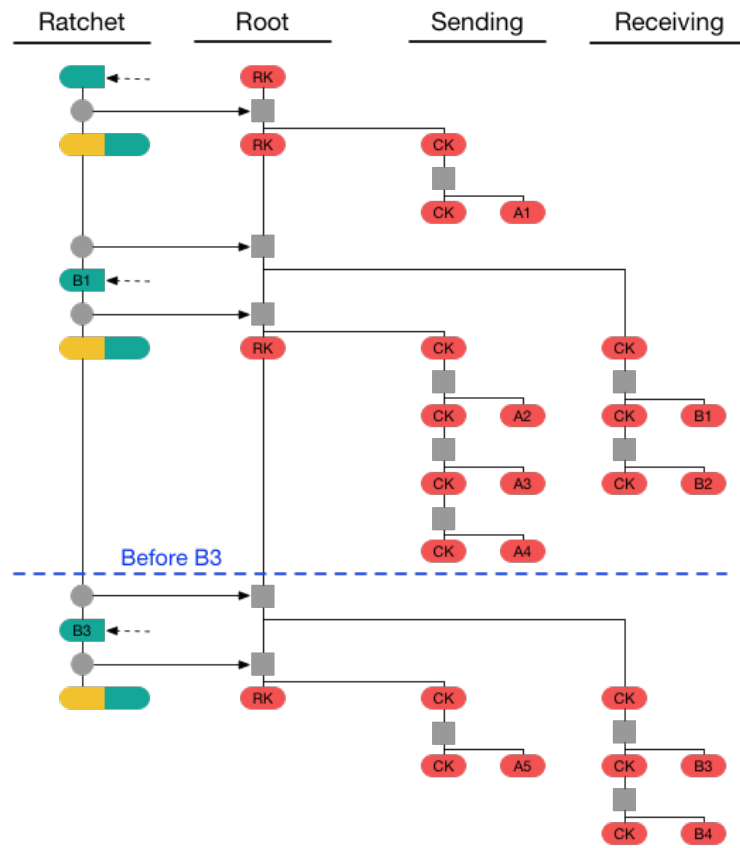 Ratchet Root Sending Receiving
RK
RK CK
CK A1
B1
RK CK CK
CK A2 CK B1
CK A3 CK B2
CK A4
Before B3
B3
RK CK CK
CK A5 CK B3
CK B4